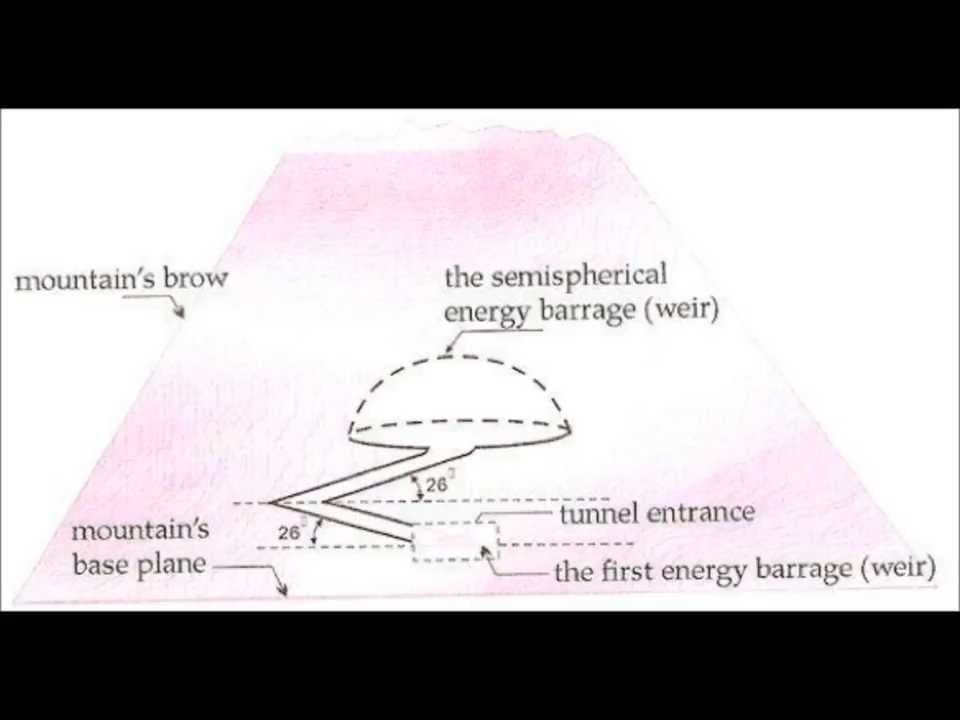 mountain's brow
the semispherical
energy barrage (weir)
26
tunnel entrance
26
mountain's
base plane
the first energy barrage (weir)